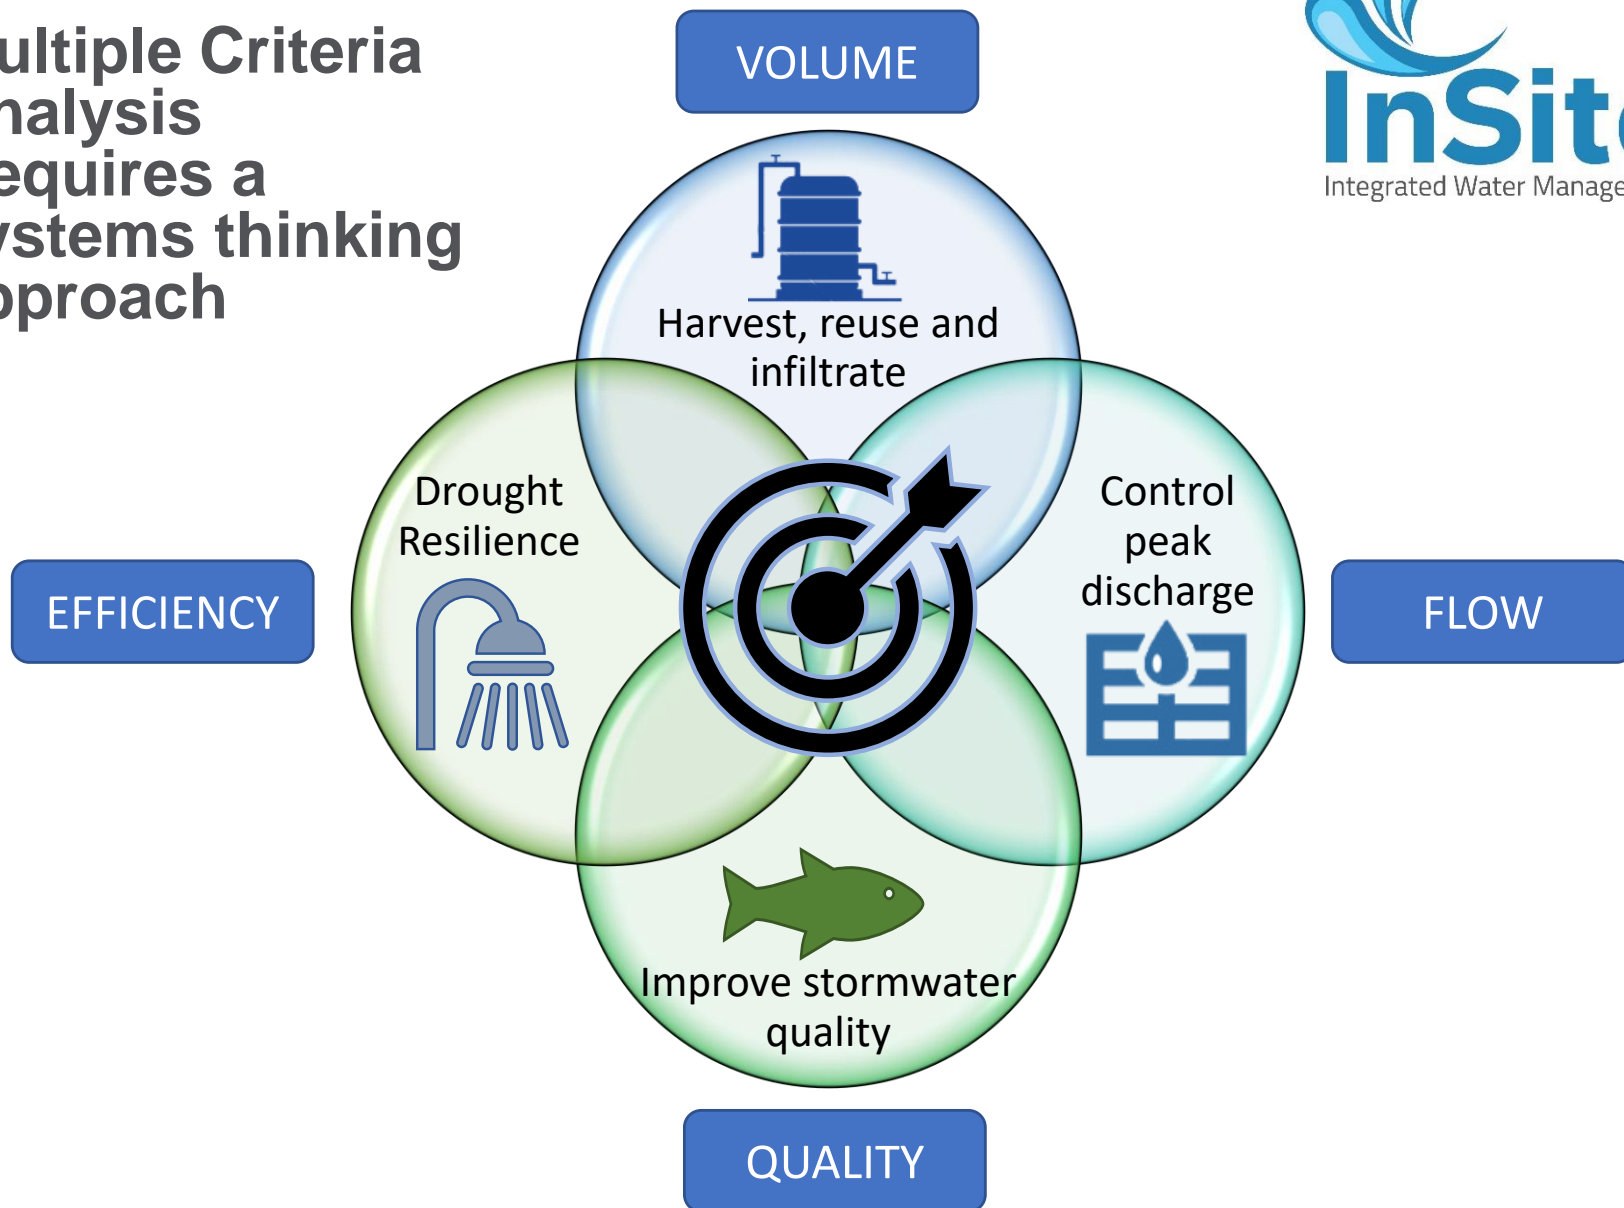 ultiple Criteria
nalysis
equires a
ystems thinking
pproach
VOLUME
InSite
Integrated Water Manage
Harvest, reuse and
infiltrate
Drought
Resilience
Control
peak
discharge
EFFICIENCY
FLOW
Improve stormwater
quality
QUALITY